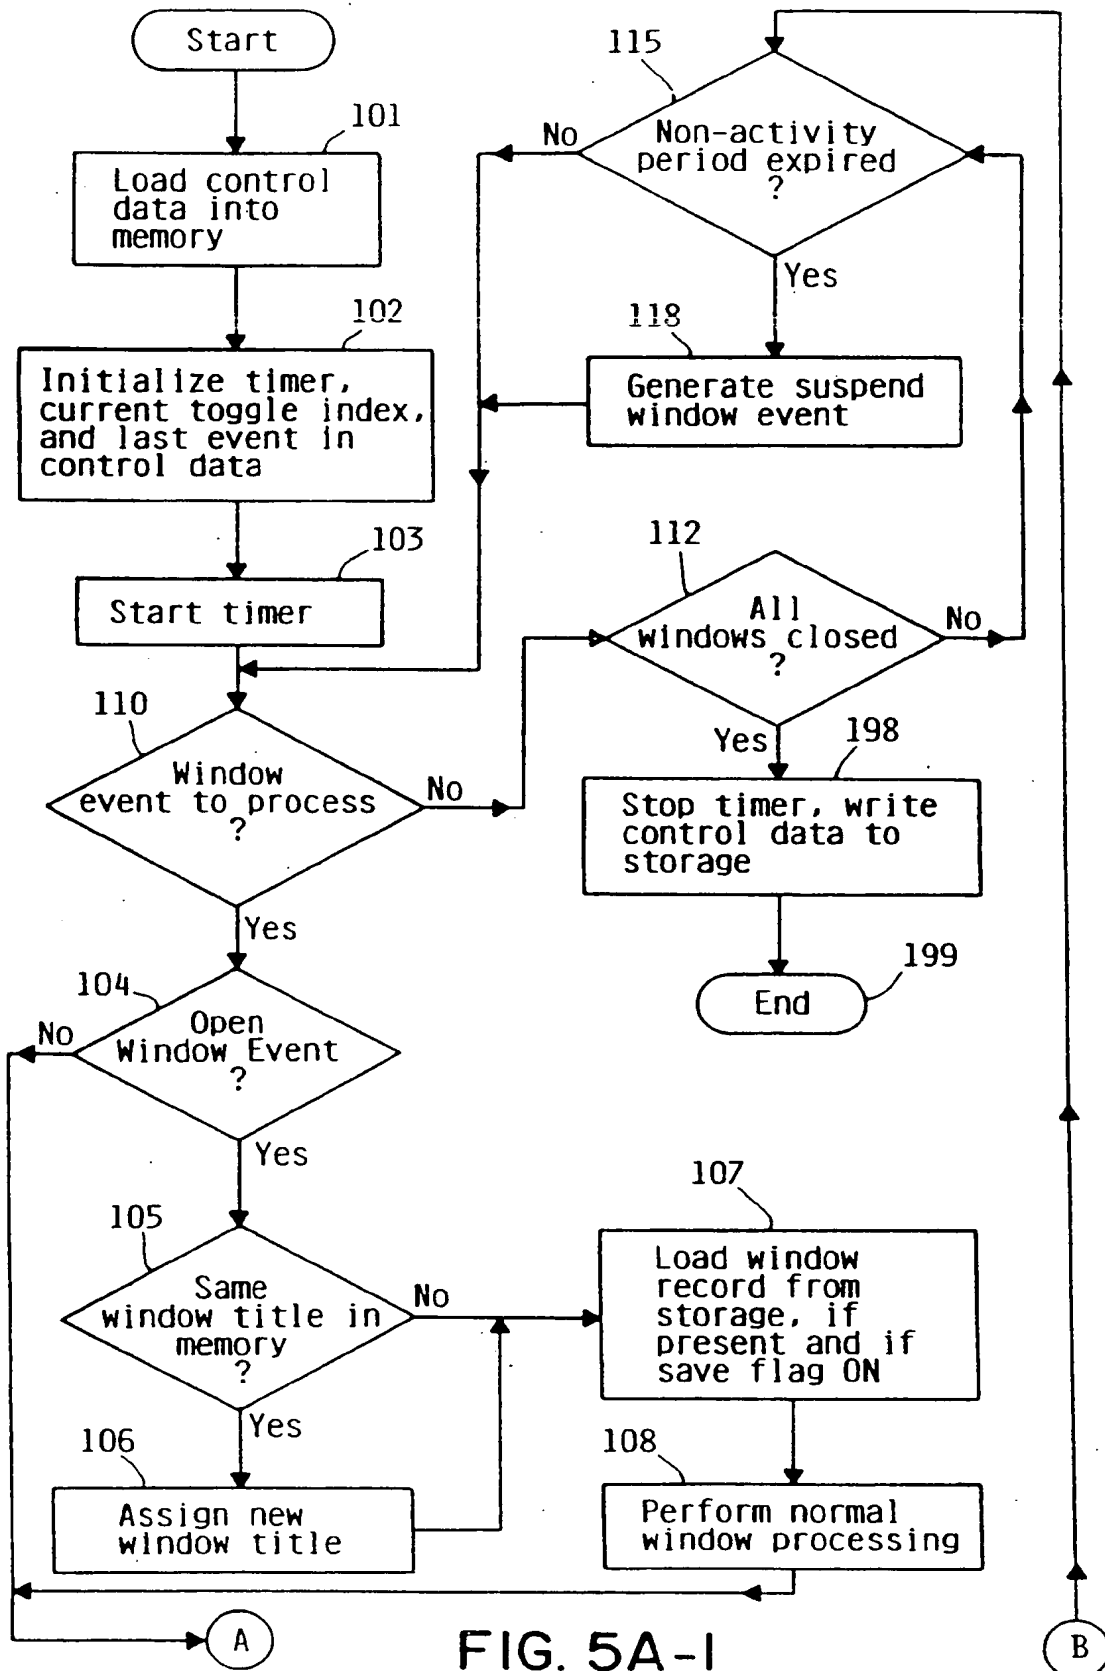 Start
101
Load control
data into
memory
102
Initialize timer,
current toggle index,
and last event in
control data
103
Start timer
110
Window
event to process
?
No
Yes
104
Open
Window Event
?
No
Yes
105
Same
window title in
memory
?
No
Yes
106
Assign new
window title
A
115
Non-activity
period expired
?
No
Yes
118
Generate suspend
window event
112
All
windows closed
?
No
Yes
198
Stop timer, write
control data to
storage
199
End
107
Load window
record from
storage, if
present and if
save flag ON
108
Perform normal
window processing
B
FIG. 5A-1